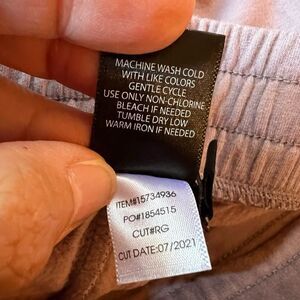 MACHINE WASH COLD
WITH LIKE COLORS
GENTLE CYCLE
USE ONLY NON-CHLORINE
BLEACH IF NEEDED
TUMBLE DRY LOW
WARM IRON IF NEEDED
ITEM#15734936
PO#1854515
CUT#RG
CUT DATE:07/2021